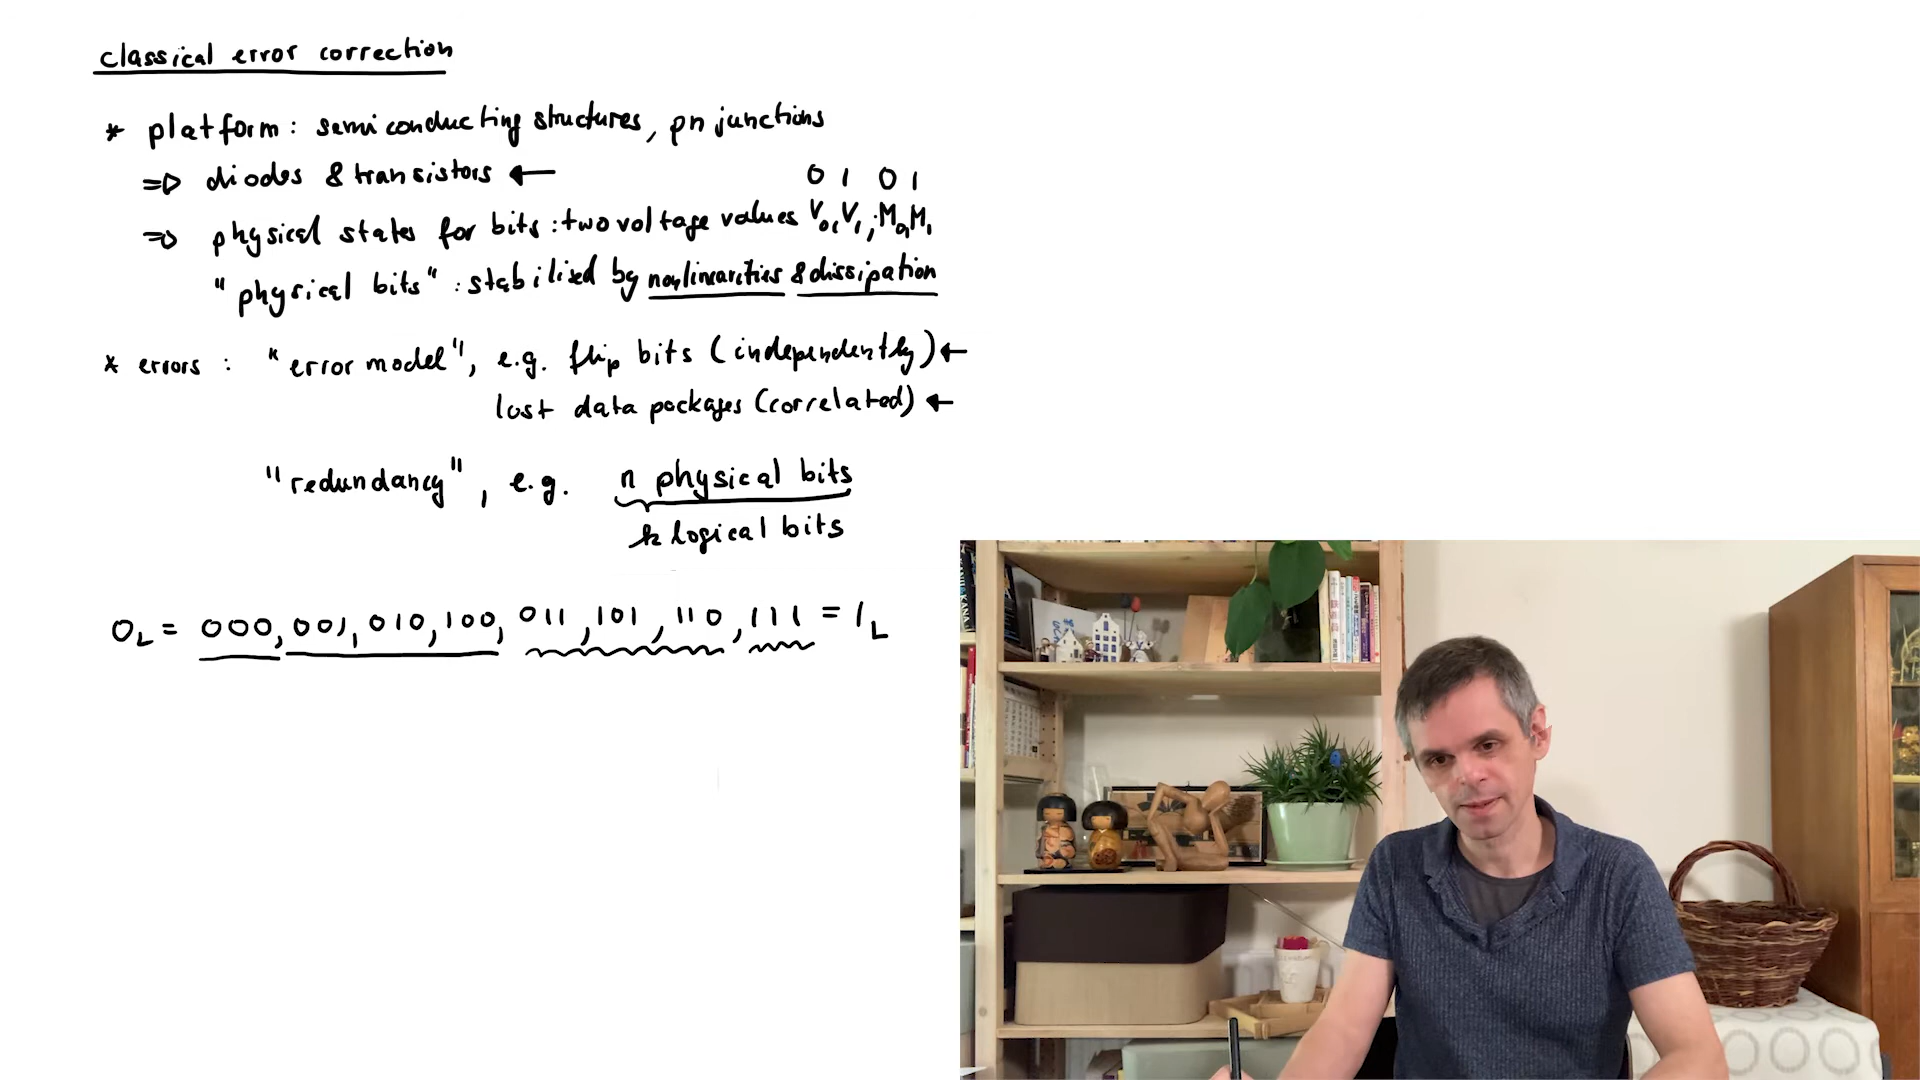 classical error correction
* platform: semiconducting structures, pn junctions
⇒ diodes & transistors ←
0 1 0 1
⇒ physical states for bits: two voltage values V₀, V₁; M₀, M₁
"physical bits": stabilized by nonlinearities & dissipation
* errors: "error model", e.g. flip bits (independently) ←
lost data packages (correlated) ←
"redundancy", e.g. n physical bits
k logical bits
0_L = 000, 001, 010, 100, 011, 101, 110, 111 = 1_L